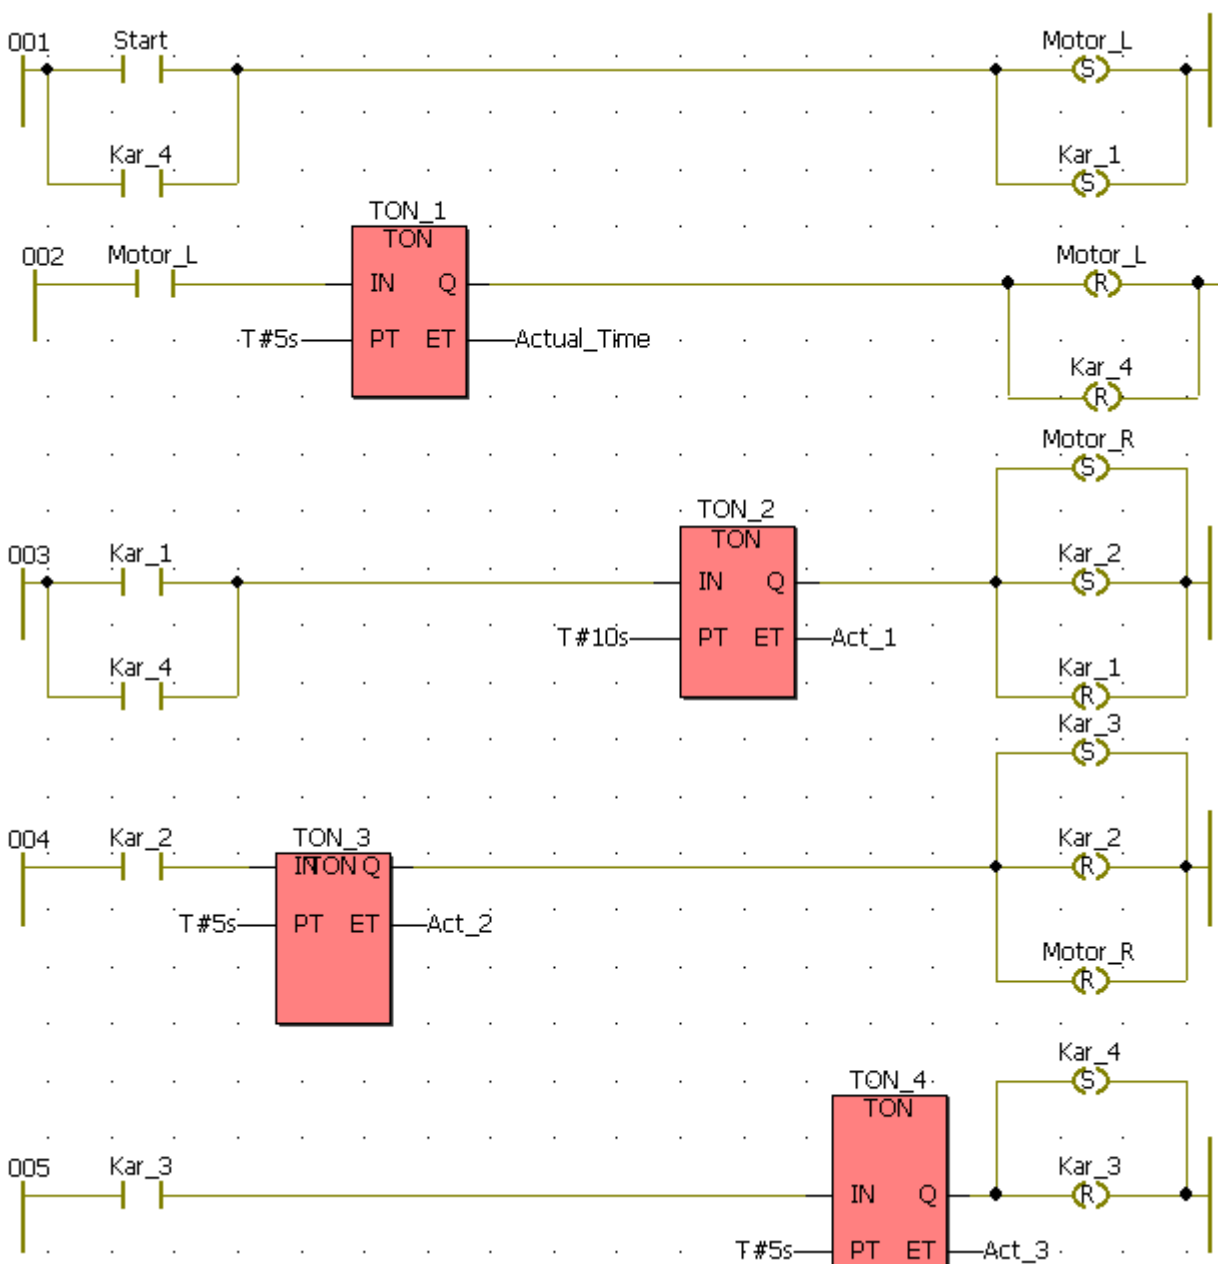 001 Start Motor_L
S
Kar_4 Kar_1
S
TON_1
TON
002 Motor_L Motor_L
IN Q R
T#5s PT ET Actual_Time
Kar_4
R
Motor_R
S
TON_2
TON
003 Kar_1 Kar_2
IN Q S
T#10s PT ET Act_1
Kar_4 Kar_1
R
Kar_3
S
004 Kar_2 TON_3 Kar_2
IN TON Q R
T#5s PT ET Act_2
Motor_R
R
Kar_4
TON_4 S
TON
005 Kar_3 Kar_3
IN Q R
T#5s PT ET Act_3